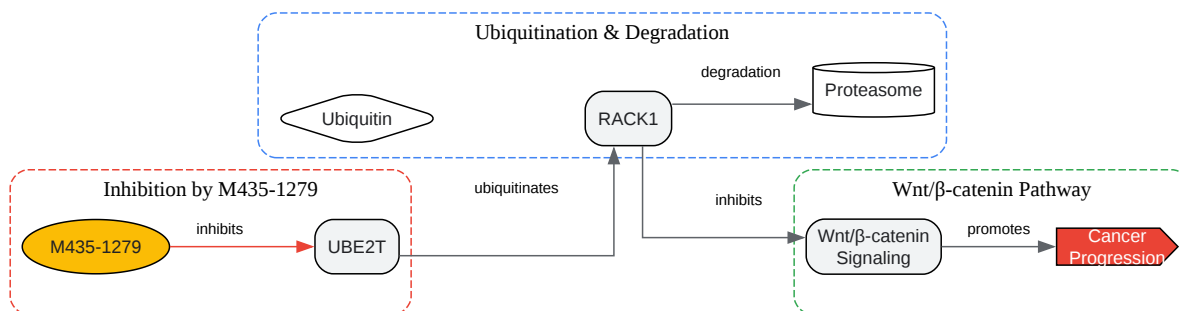 Ubiquitination & Degradation
degradation
Proteasome
Ubiquitin
RACK1
Inhibition by M435-1279
ubiquitinates
inhibits
Wnt/β-catenin Pathway
M435-1279
inhibits
UBE2T
Wnt/β-catenin
Signaling
promotes
Cancer
Progression